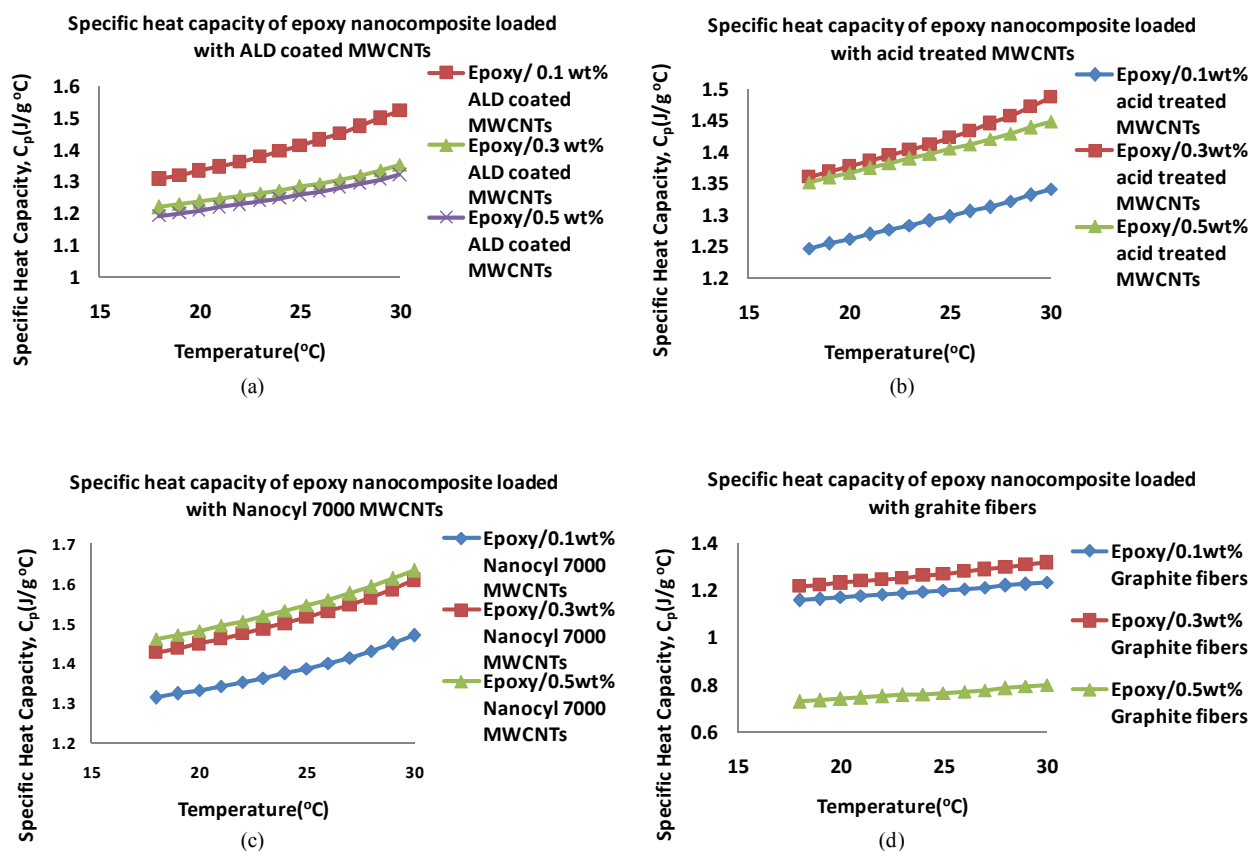 Specific heat capacity of epoxy nanocomposite loaded
with ALD coated MWCNTs
Specific Heat Capacity, Cp(J/g°C)
1.6
1.5
1.4
1.3
1.2
1.1
1
15
20
25
30
Temperature(°C)
Epoxy/ 0.1 wt%
ALD coated
MWCNTs
Epoxy/0.3 wt%
ALD coated
MWCNTs
Epoxy/0.5 wt%
ALD coated
MWCNTs
(a)
Specific heat capacity of epoxy nanocomposite loaded
with acid treated MWCNTs
Specific Heat Capacity, Cp(J/g°C)
1.5
1.45
1.4
1.35
1.3
1.25
1.2
15
20
25
30
Temperature(°C)
Epoxy/0.1wt%
acid treated
MWCNTs
Epoxy/0.3wt%
acid treated
MWCNTs
Epoxy/0.5wt%
acid treated
MWCNTs
(b)
Specific heat capacity of epoxy nanocomposite loaded
with Nanocyl 7000 MWCNTs
Specific Heat Capacity, Cp(J/g°C)
1.7
1.6
1.5
1.4
1.3
1.2
15
20
25
30
Temperature(°C)
Epoxy/0.1wt%
Nanocyl 7000
MWCNTs
Epoxy/0.3wt%
Nanocyl 7000
MWCNTs
Epoxy/0.5wt%
Nanocyl 7000
MWCNTs
(c)
Specific heat capacity of epoxy nanocomposite loaded
with grahite fibers
Specific Heat Capacity, Cp(J/g°C)
1.4
1.2
1
0.8
0.6
15
20
25
30
Temperature(°C)
Epoxy/0.1wt%
Graphite fibers
Epoxy/0.3wt%
Graphite fibers
Epoxy/0.5wt%
Graphite fibers
(d)